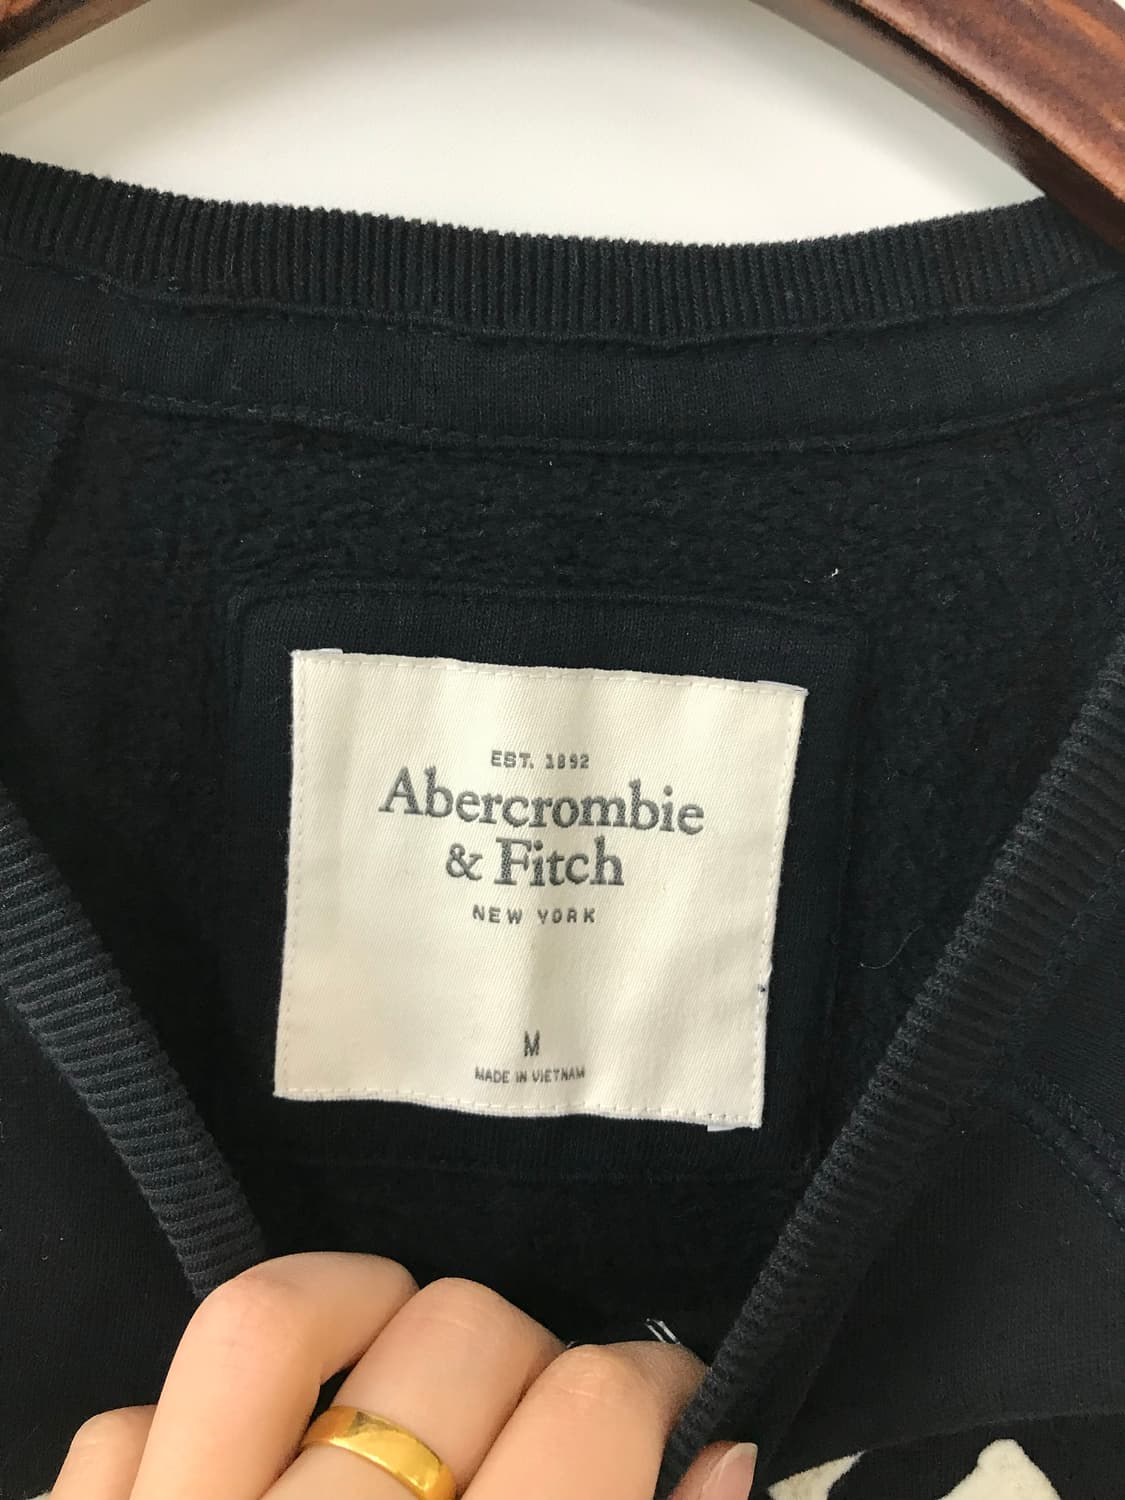 EST. 1892
Abercrombie
& Fitch
NEW YORK
M
MADE IN VIETNAM